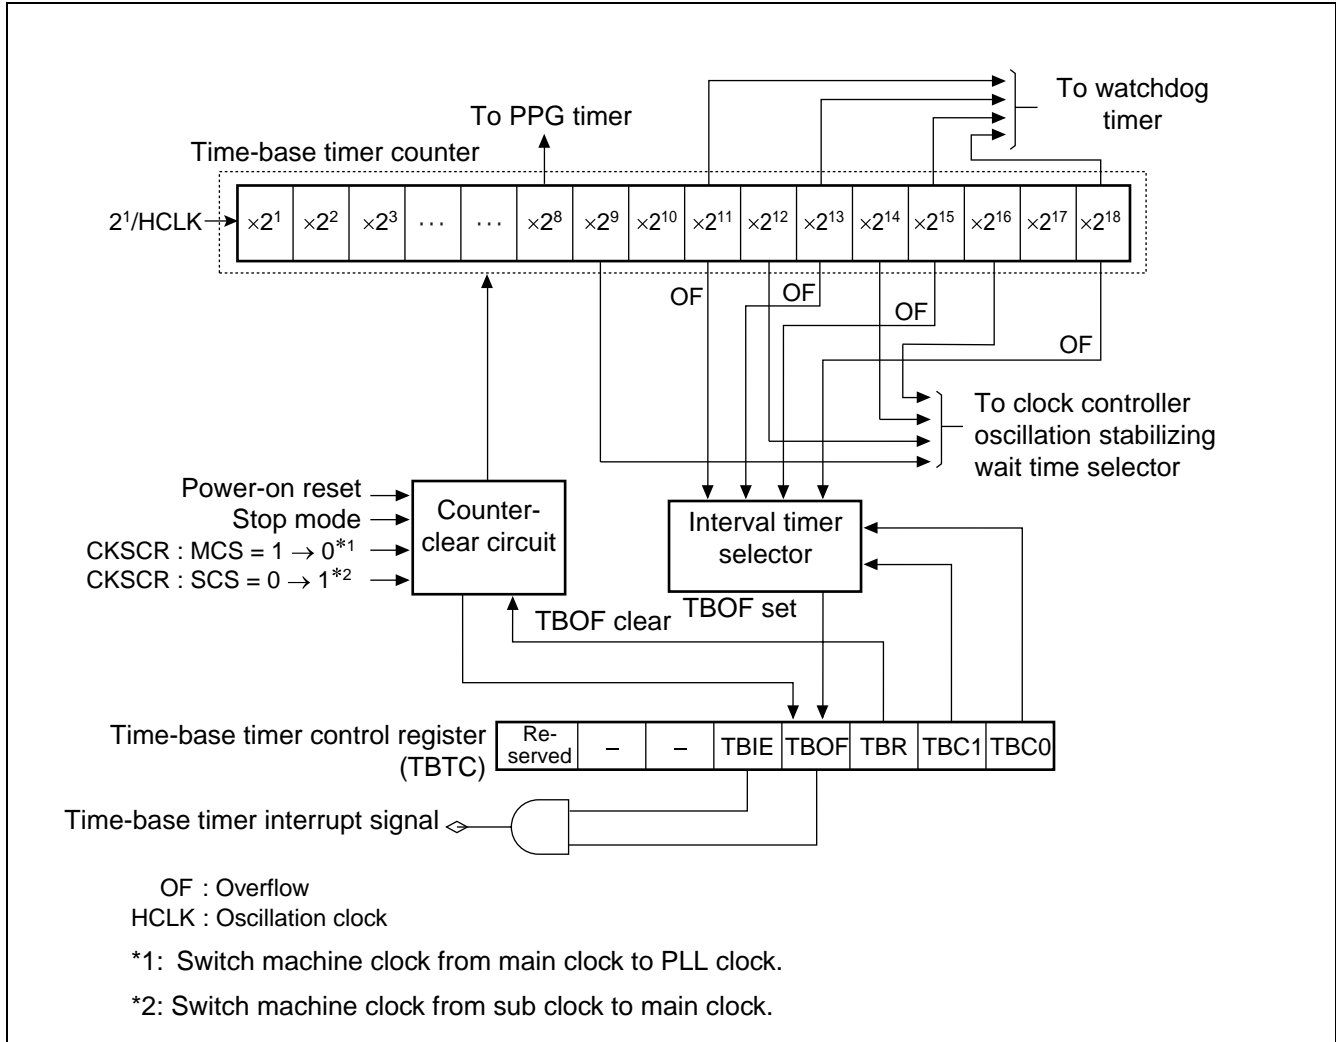 To watchdog
timer
To PPG timer
Time-base timer counter
2¹/HCLK
×2¹ ×2² ×2³ ... ... ×2⁸ ×2⁹ ×2¹⁰ ×2¹¹ ×2¹² ×2¹³ ×2¹⁴ ×2¹⁵ ×2¹⁶ ×2¹⁷ ×2¹⁸
OF
OF
OF
OF
To clock controller
oscillation stabilizing
wait time selector
Power-on reset
Stop mode
CKSCR : MCS = 1 → 0*1
CKSCR : SCS = 0 → 1*2
Counter-
clear circuit
Interval timer
selector
TBOF clear
TBOF set
Time-base timer control register
(TBTC)
Re-
served
– – TBIE TBOF TBR TBC1 TBC0
Time-base timer interrupt signal
OF : Overflow
HCLK : Oscillation clock
*1: Switch machine clock from main clock to PLL clock.
*2: Switch machine clock from sub clock to main clock.